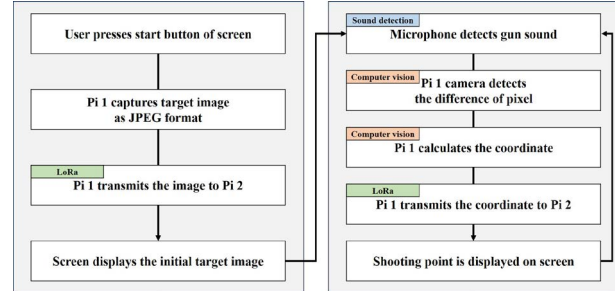 User presses start button of screen
Pi 1 captures target image
as JPEG format
LoRa
Pi 1 transmits the image to Pi 2
Screen displays the initial target image
Sound detection
Microphone detects gun sound
Computer vision
Pi 1 camera detects
the difference of pixel
Computer vision
Pi 1 calculates the coordinate
LoRa
Pi 1 transmits the coordinate to Pi 2
Shooting point is displayed on screen